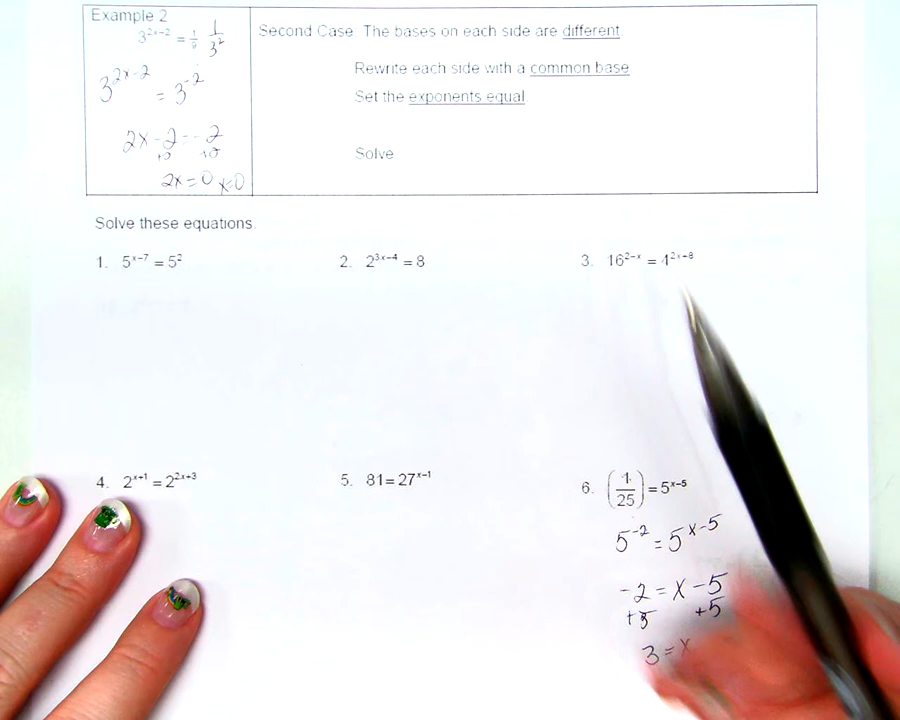 Example 2
3^{2x-2} = 1/9 1/3²
3^{2x-2} = 3^{-2}
2x - 2 = -2
+2 +2
2x = 0 x=0
Second Case: The bases on each side are different.
Rewrite each side with a common base
Set the exponents equal
Solve
Solve these equations:
1. 5^{x-7} = 5²
2. 2^{3x-4} = 8
3. 16^{2-x} = 4^{2x+8}
4. 2^{x+1} = 2^{2x+3}
5. 81 = 27^{x-1}
6. (1/25) = 5^{x-5}
5^{-2} = 5^{x-5}
-2 = x - 5
+5 +5
3 = x